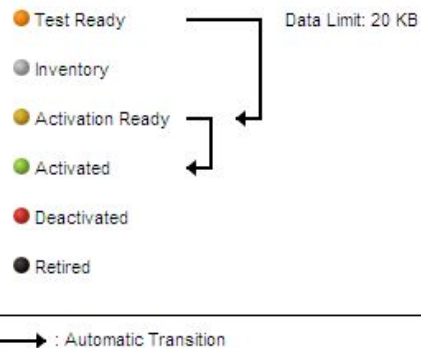 Test Ready
Data Limit: 20 KB
Inventory
Activation Ready
Activated
Deactivated
Retired
: Automatic Transition